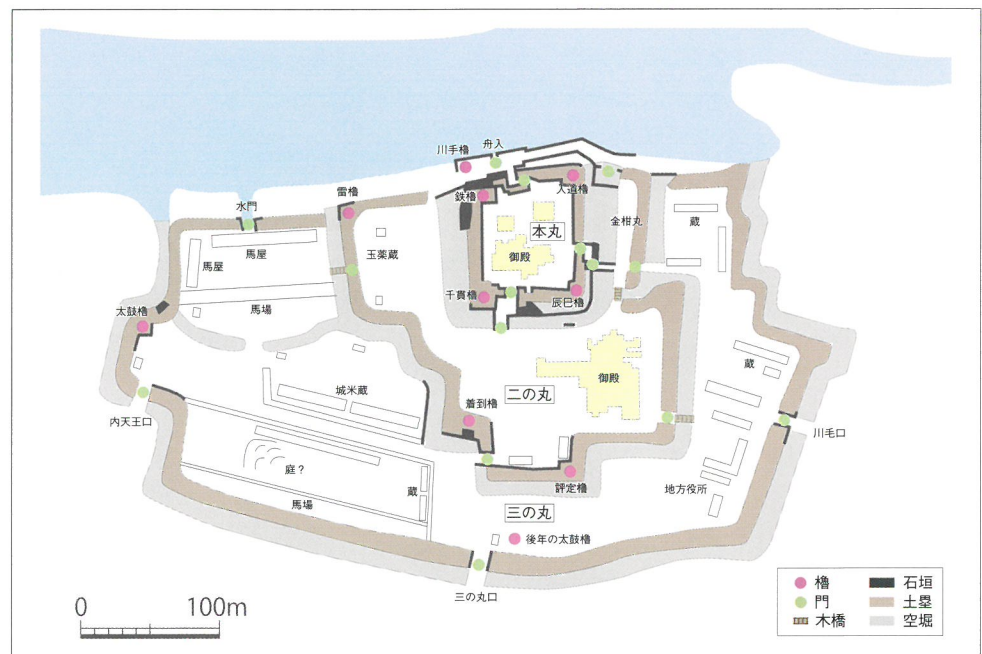 川手櫓
舟入
鉄櫓
人道櫓
雷櫓
水門
金柑丸
蔵
本丸
玉薬蔵
馬屋
馬屋
御殿
千貫櫓
辰巳櫓
馬場
太鼓櫓
蔵
城米蔵
二の丸
御殿
着到櫓
内天王口
川毛口
庭?
蔵
評定櫓
地方役所
馬場
三の丸
後年の太鼓櫓
三の丸口
0 100m
櫓
門
木橋
石垣
土塁
空堀